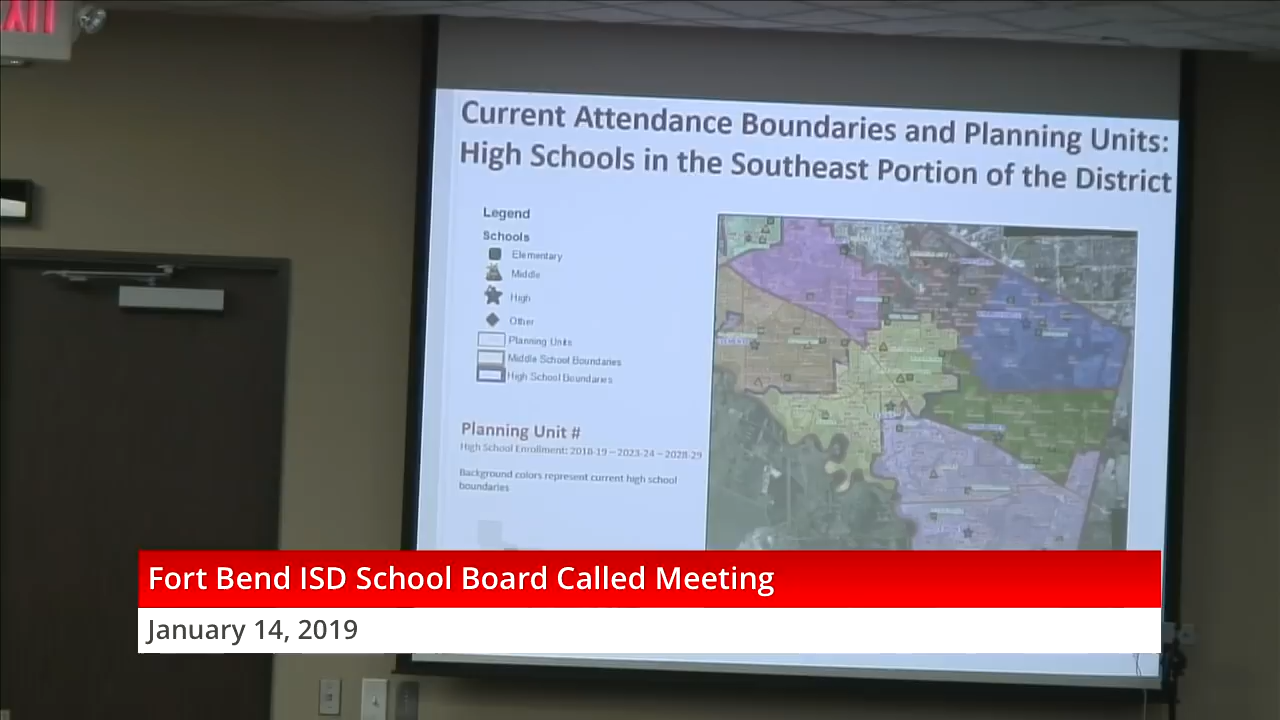 EXIT
Current Attendance Boundaries and Planning Units:
High Schools in the Southeast Portion of the District
Legend
Schools
Elementary
Middle
High
Other
Planning Units
Middle School Boundaries
High School Boundaries
Planning Unit #
High School Enrollment: 2018-19 – 2023-24 – 2028-29
Background colors represent current high school
boundaries
Fort Bend ISD School Board Called Meeting
January 14, 2019